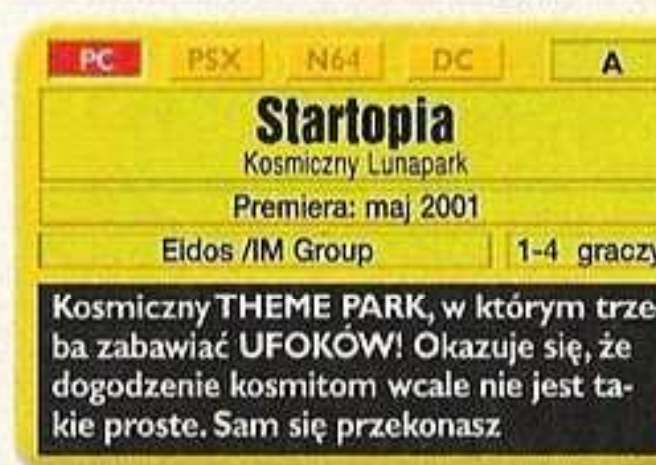 PC PSX N64 DC A
Startopia
Kosmiczny Lunapark
Premiera: maj 2001
Eidos /IM Group 1-4 graczy
Kosmiczny THEME PARK, w którym trze-
ba zabawiać UFOKÓW! Okazuje się, że
dogodzenie kosmitom wcale nie jest ta-
kie proste. Sam się przekonasz